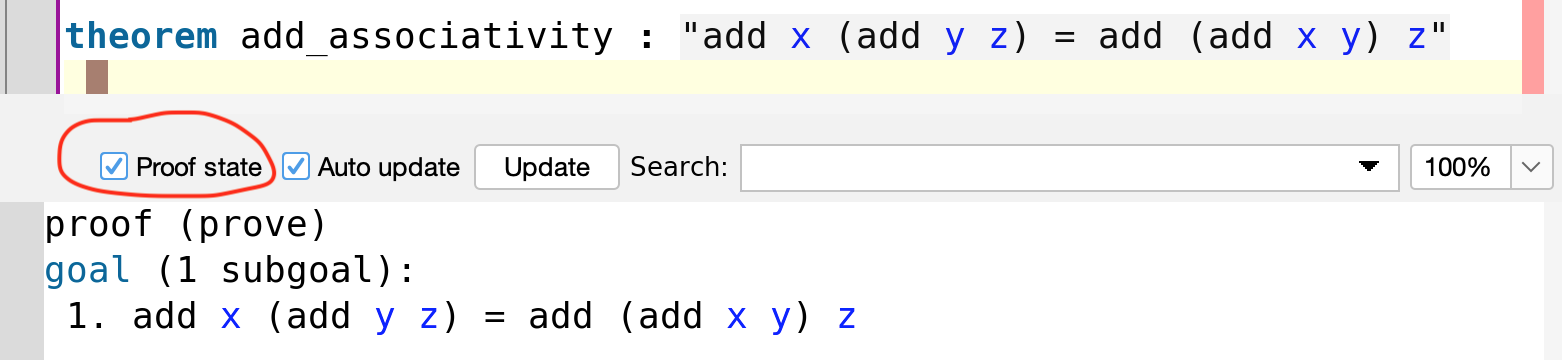 theorem add_associativity : "add x (add y z) = add (add x y) z"
Proof state Auto update Update Search: 100%
proof (prove)
goal (1 subgoal):
1. add x (add y z) = add (add x y) z